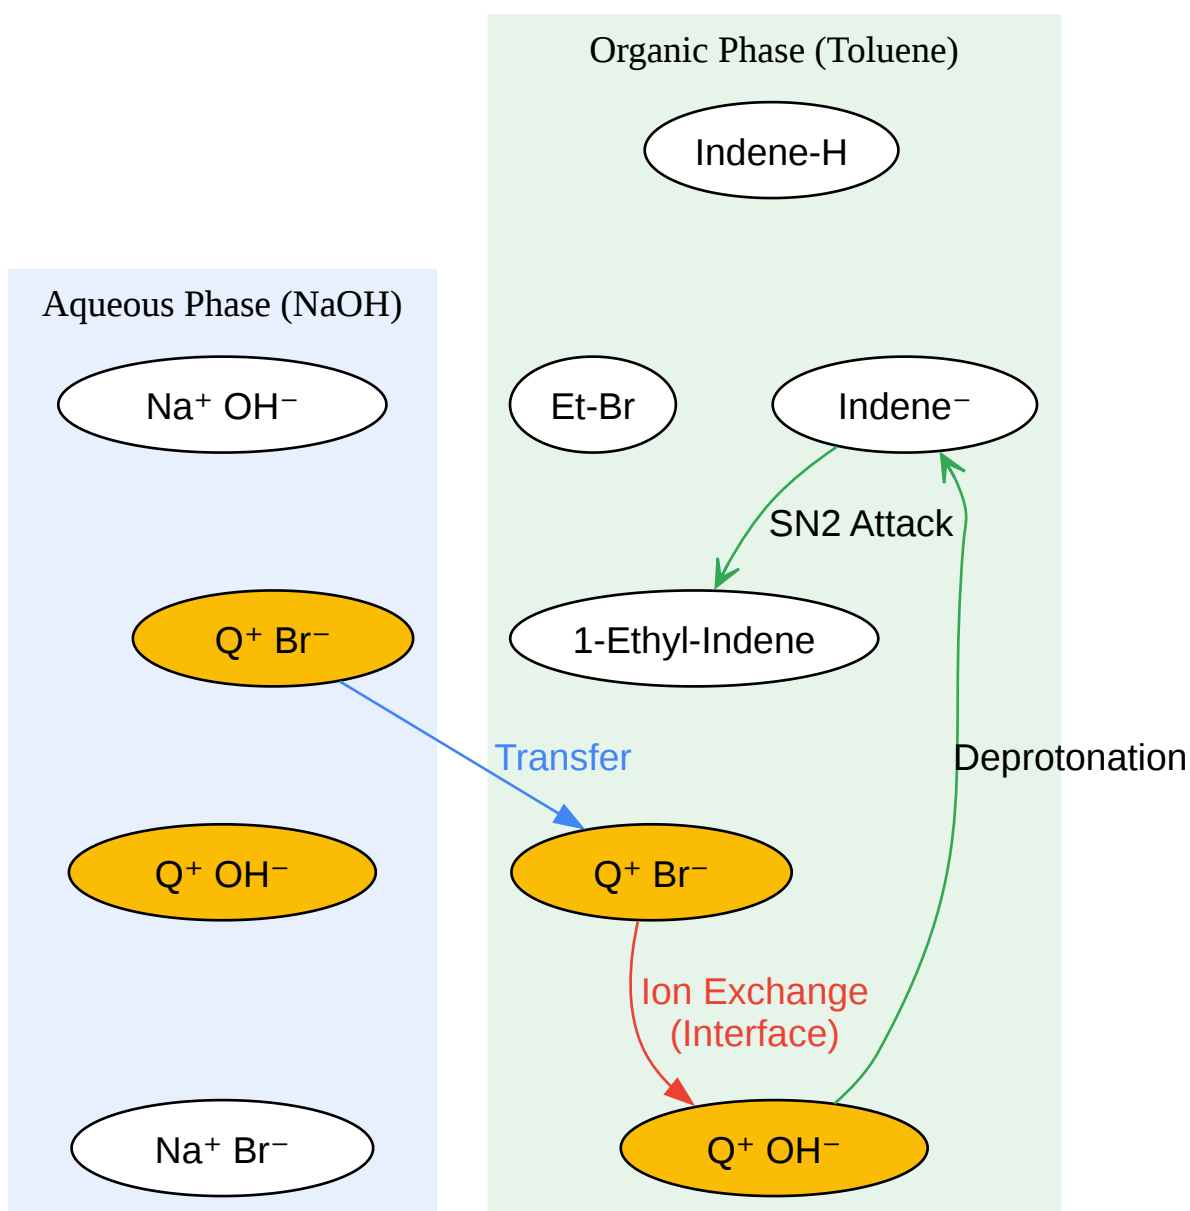 Organic Phase (Toluene)
Indene-H
Aqueous Phase (NaOH)
Na⁺ OH⁻
Et-Br
Indene⁻
SN2 Attack
Q⁺ Br⁻
1-Ethyl-Indene
Transfer
Deprotonation
Q⁺ OH⁻
Q⁺ Br⁻
Ion Exchange
(Interface)
Na⁺ Br⁻
Q⁺ OH⁻